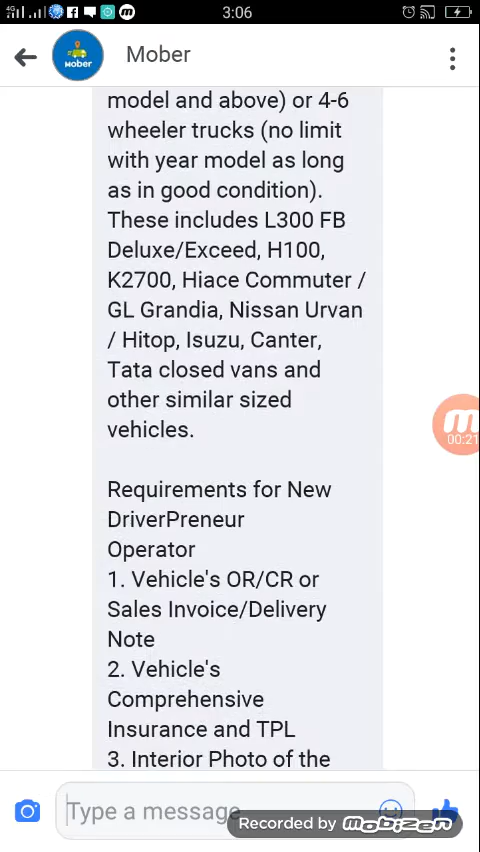 4G
3:06
Mober
Mober
model and above) or 4-6
wheeler trucks (no limit
with year model as long
as in good condition).
These includes L300 FB
Deluxe/Exceed, H100,
K2700, Hiace Commuter /
GL Grandia, Nissan Urvan
/ Hitop, Isuzu, Canter,
Tata closed vans and
other similar sized
vehicles.
00:21
Requirements for New
DriverPreneur
Operator
1. Vehicle's OR/CR or
Sales Invoice/Delivery
Note
2. Vehicle's
Comprehensive
Insurance and TPL
3. Interior Photo of the
Type a message
Recorded by mobizen